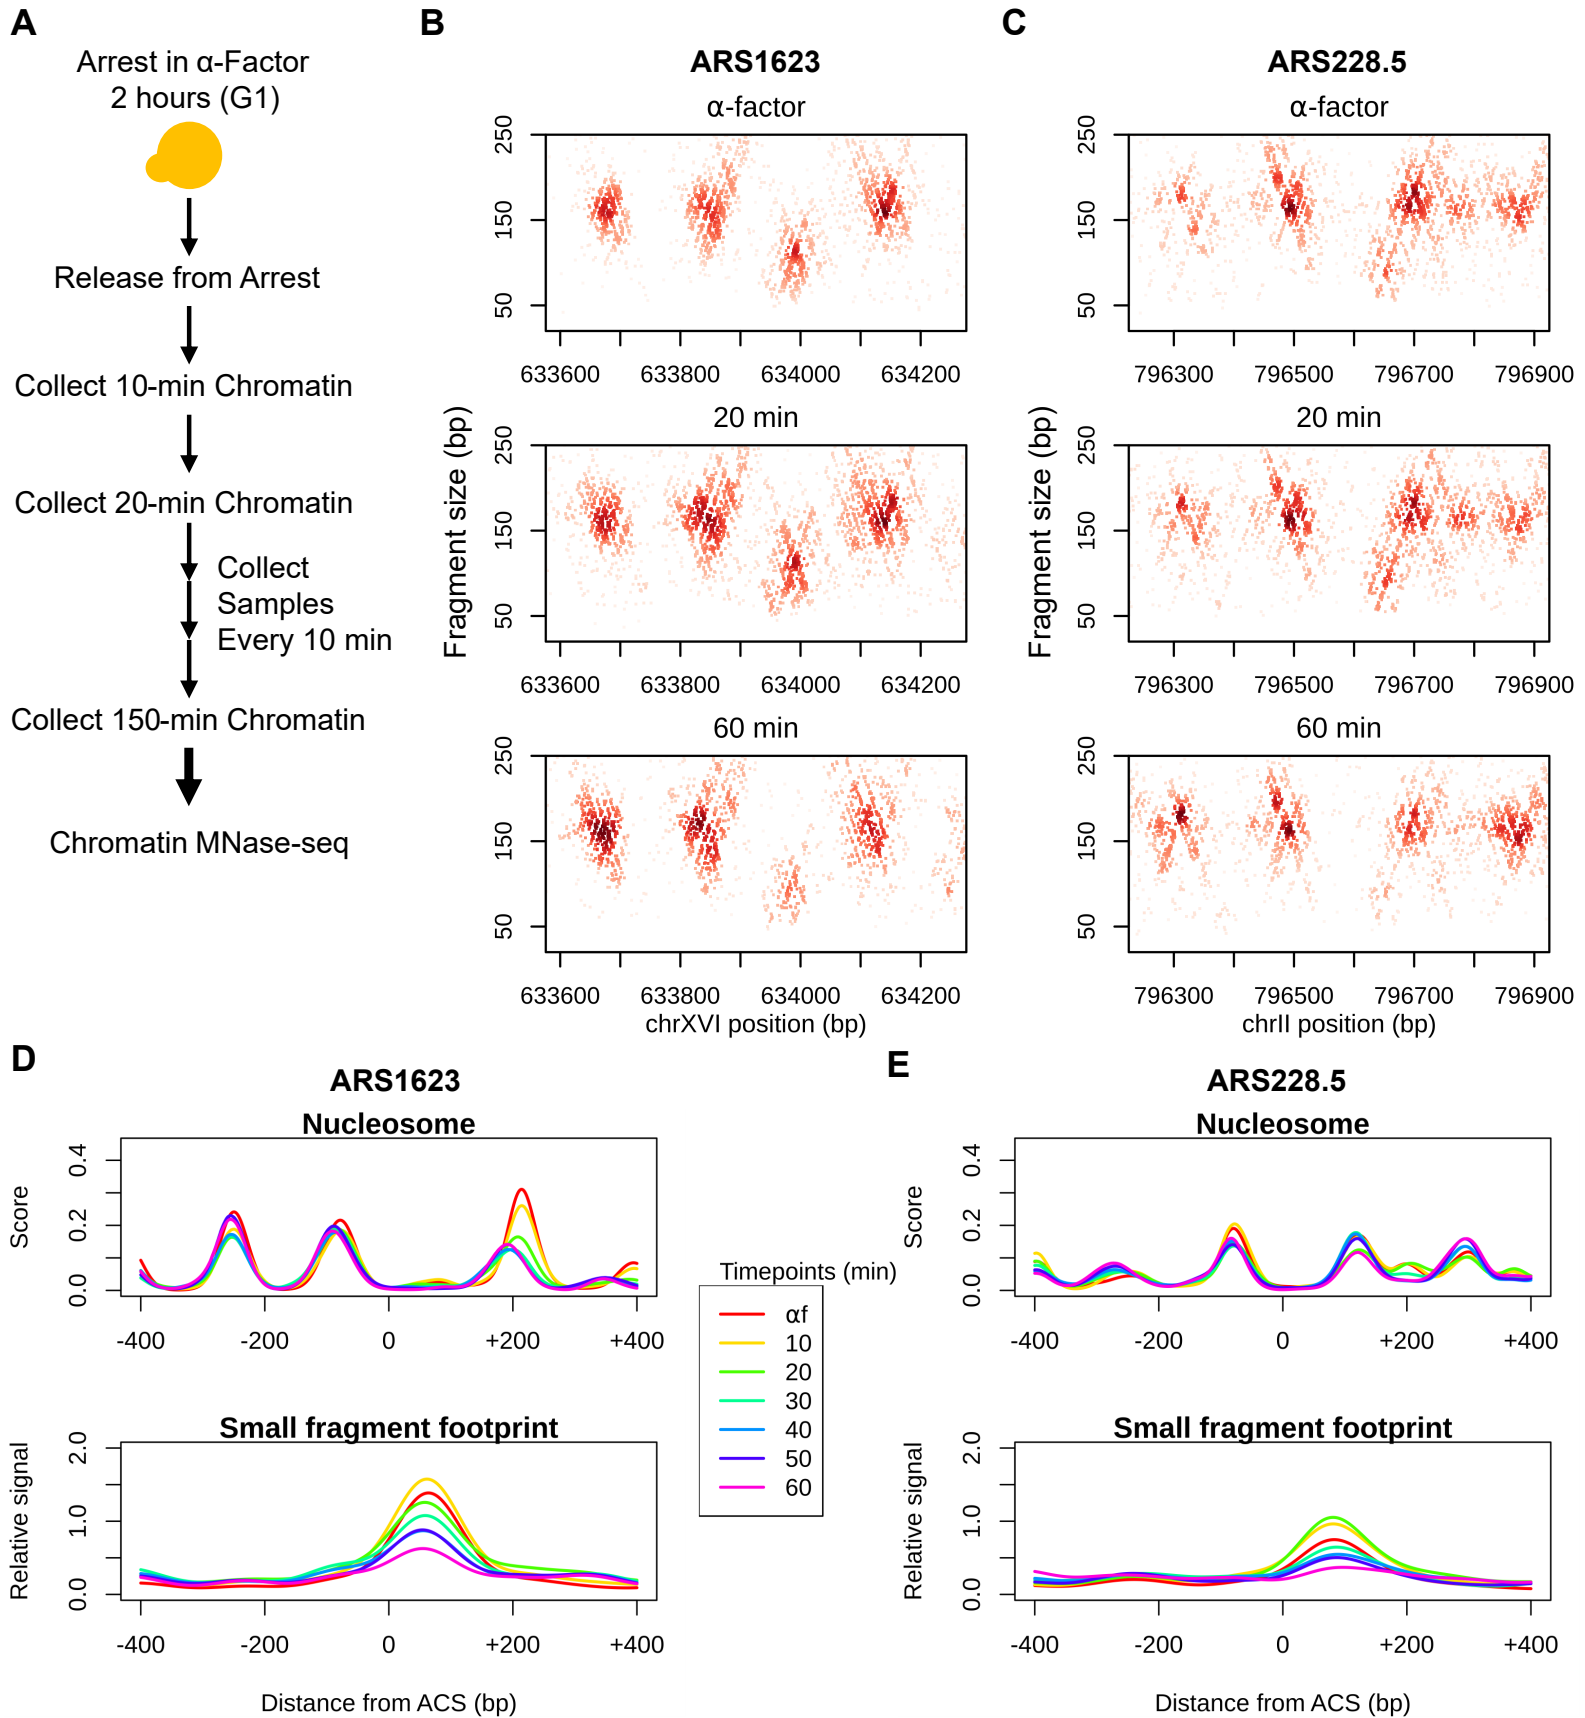 A
Arrest in α-Factor
2 hours (G1)
Release from Arrest
Collect 10-min Chromatin
Collect 20-min Chromatin
Collect
Samples
Every 10 min
Collect 150-min Chromatin
Chromatin MNase-seq
B
ARS1623
α-factor
250
150
50
633600 633800 634000 634200
20 min
Fragment size (bp)
250
150
50
633600 633800 634000 634200
60 min
250
150
50
633600 633800 634000 634200
chrXVI position (bp)
C
ARS228.5
α-factor
250
150
50
796300 796500 796700 796900
20 min
Fragment size (bp)
250
150
50
796300 796500 796700 796900
60 min
250
150
50
796300 796500 796700 796900
chrII position (bp)
D
ARS1623
Nucleosome
Score
0.4
0.2
0.0
-400 -200 0 +200 +400
Small fragment footprint
Relative signal
2.0
1.0
0.0
-400 -200 0 +200 +400
Distance from ACS (bp)
Timepoints (min)
αf
10
20
30
40
50
60
E
ARS228.5
Nucleosome
Score
0.4
0.2
0.0
-400 -200 0 +200 +400
Small fragment footprint
Relative signal
2.0
1.0
0.0
-400 -200 0 +200 +400
Distance from ACS (bp)